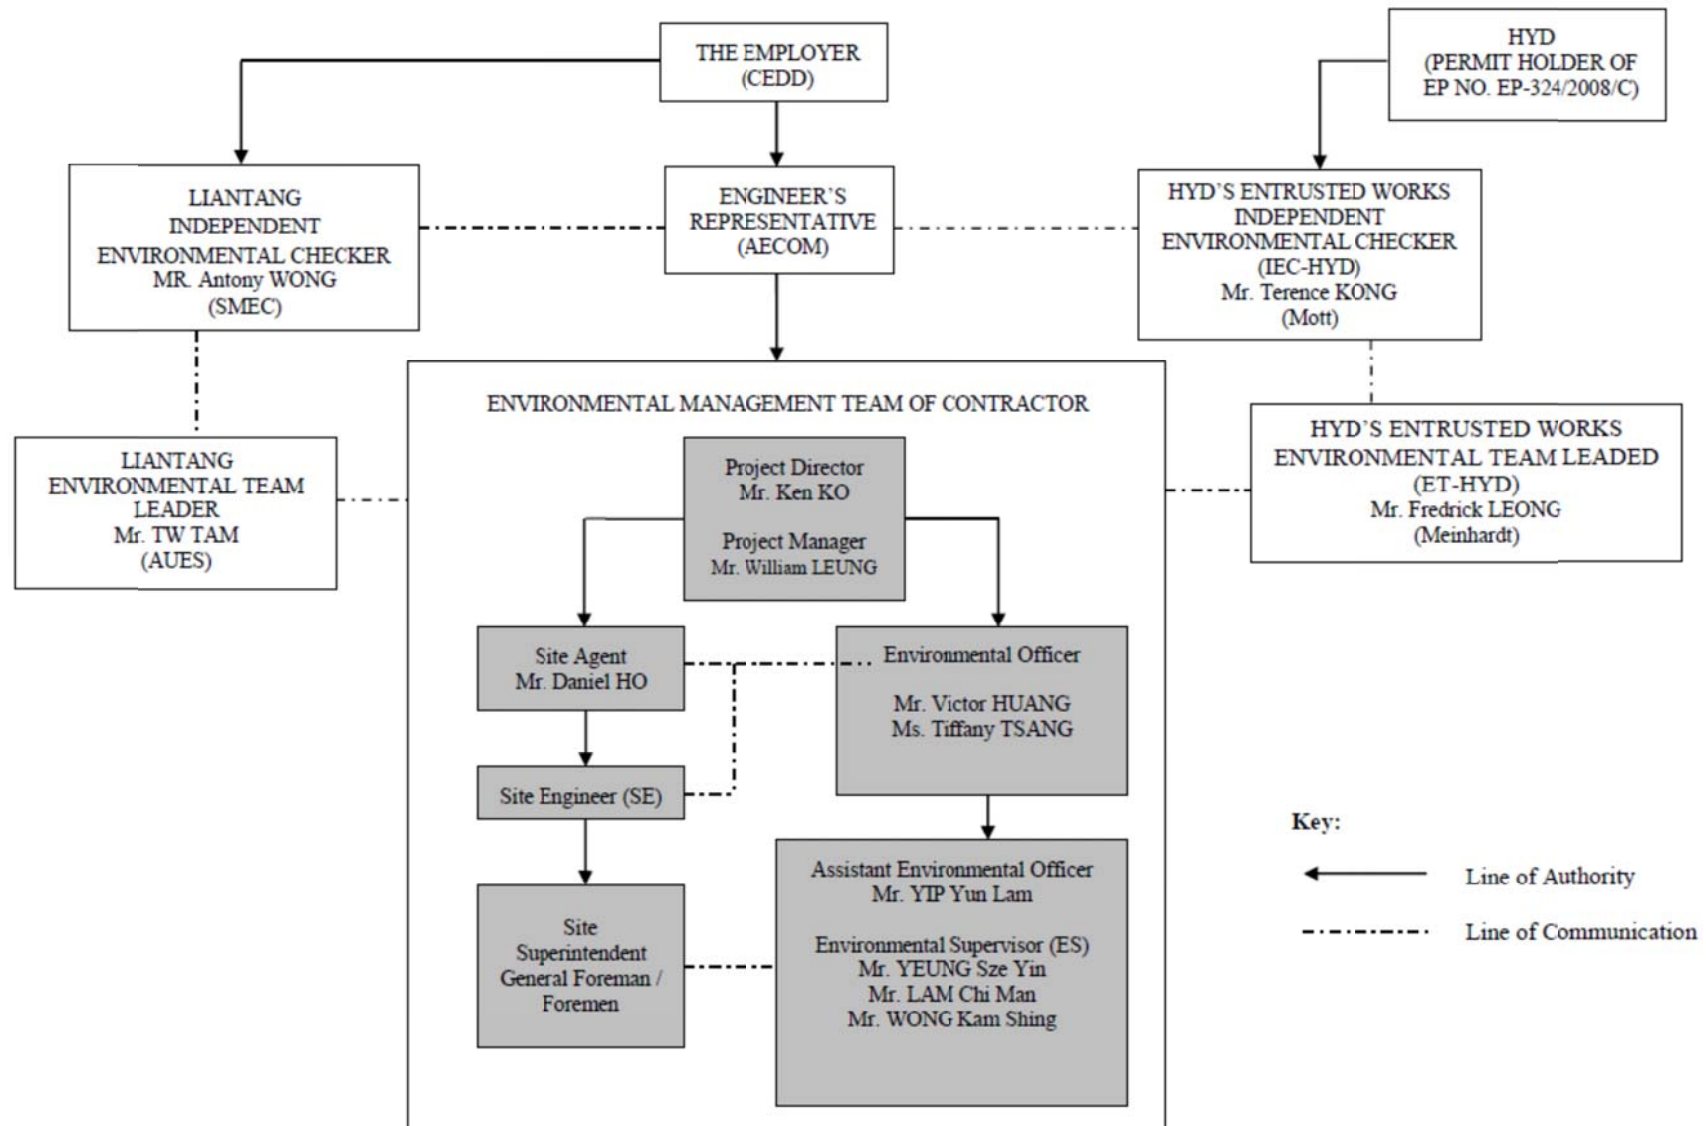 THE EMPLOYER
(CEDD)
HYD
(PERMIT HOLDER OF
EP NO. EP-324/2008/C)
LIANTANG
INDEPENDENT
ENVIRONMENTAL CHECKER
MR. Antony WONG
(SMEC)
ENGINEER'S
REPRESENTATIVE
(AECOM)
HYD'S ENTRUSTED WORKS
INDEPENDENT
ENVIRONMENTAL CHECKER
(IEC-HYD)
Mr. Terence KONG
(Mott)
LIANTANG
ENVIRONMENTAL TEAM
LEADER
Mr. TW TAM
(AUES)
ENVIRONMENTAL MANAGEMENT TEAM OF CONTRACTOR
HYD'S ENTRUSTED WORKS
ENVIRONMENTAL TEAM LEADED
(ET-HYD)
Mr. Fredrick LEONG
(Meinhardt)
Project Director
Mr. Ken KO
Project Manager
Mr. William LEUNG
Site Agent
Mr. Daniel HO
Environmental Officer
Mr. Victor HUANG
Ms. Tiffany TSANG
Site Engineer (SE)
Site
Superintendent
General Foreman /
Foremen
Assistant Environmental Officer
Mr. YIP Yun Lam
Environmental Supervisor (ES)
Mr. YEUNG Sze Yin
Mr. LAM Chi Man
Mr. WONG Kam Shing
Key:
Line of Authority
Line of Communication